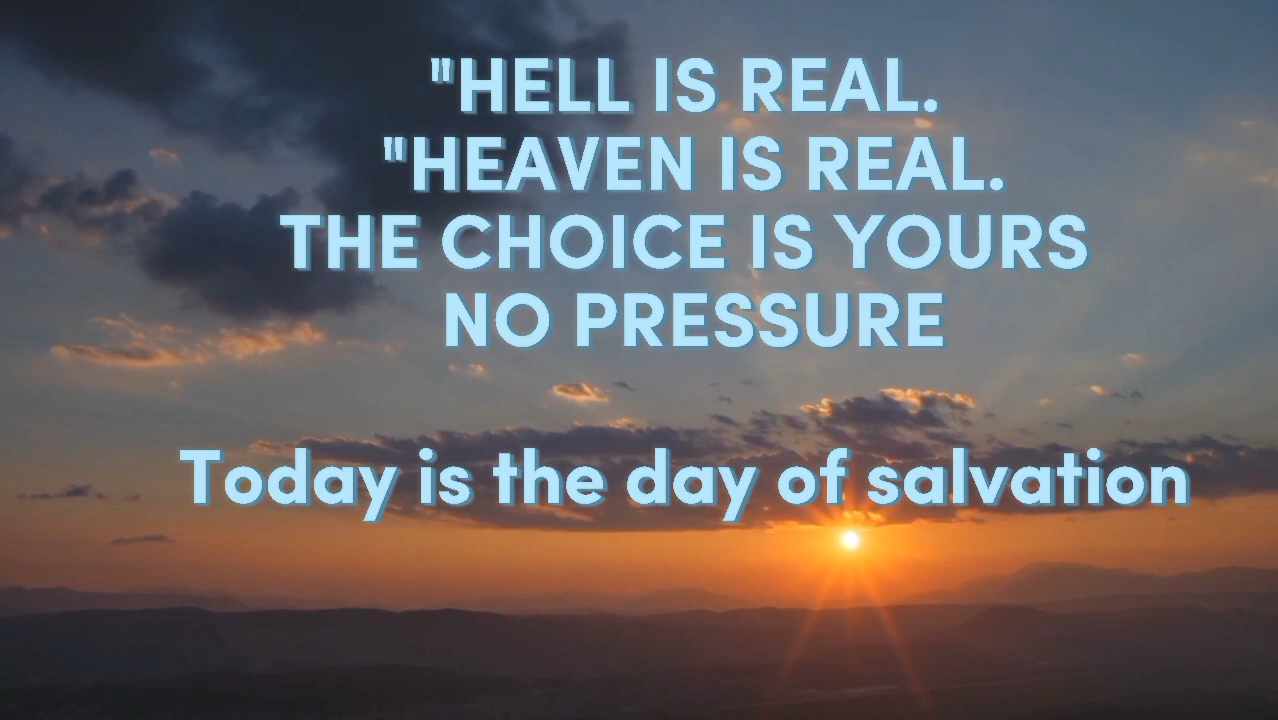 "HELL IS REAL.
"HEAVEN IS REAL.
THE CHOICE IS YOURS
NO PRESSURE
Today is the day of salvation